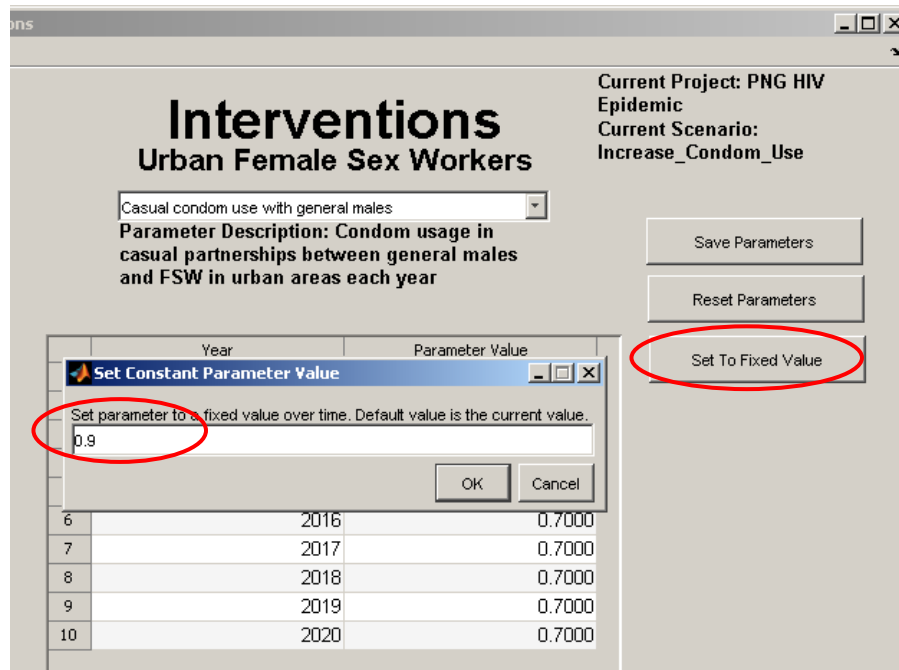 ons
Current Project: PNG HIV
Epidemic
Current Scenario:
Increase_Condom_Use
Interventions
Urban Female Sex Workers
Casual condom use with general males
Parameter Description: Condom usage in
casual partnerships between general males
and FSW in urban areas each year
Save Parameters
Reset Parameters
Set To Fixed Value
Year Parameter Value
Set Constant Parameter Value
Set parameter to a fixed value over time. Default value is the current value.
0.9
OK Cancel
6 2016 0.7000
7 2017 0.7000
8 2018 0.7000
9 2019 0.7000
10 2020 0.7000